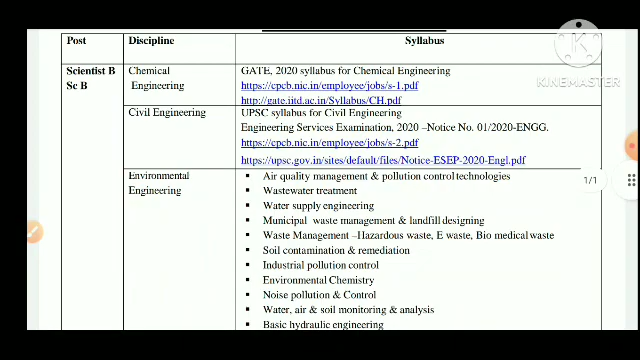 Post Discipline Syllabus
Scientist B Chemical GATE, 2020 syllabus for Chemical Engineering
Sc B Engineering https://cpcb.nic.in/employee/jobs/s-1.pdf
http://gate.iitd.ac.in/Syllabus/CH.pdf
Civil Engineering UPSC syllabus for Civil Engineering
Engineering Services Examination, 2020 –Notice No. 01/2020-ENGG.
https://cpcb.nic.in/employee/jobs/s-2.pdf
https://upsc.gov.in/sites/default/files/Notice-ESEP-2020-Engl.pdf
Environmental ▪ Air quality management & pollution control technologies
Engineering ▪ Wastewater treatment
▪ Water supply engineering
▪ Municipal waste management & landfill designing
▪ Waste Management –Hazardous waste, E waste, Bio medical waste
▪ Soil contamination & remediation
▪ Industrial pollution control
▪ Environmental Chemistry
▪ Noise pollution & Control
▪ Water, air & soil monitoring & analysis
▪ Basic hydraulic engineering
K
KINEMASTER
1/1